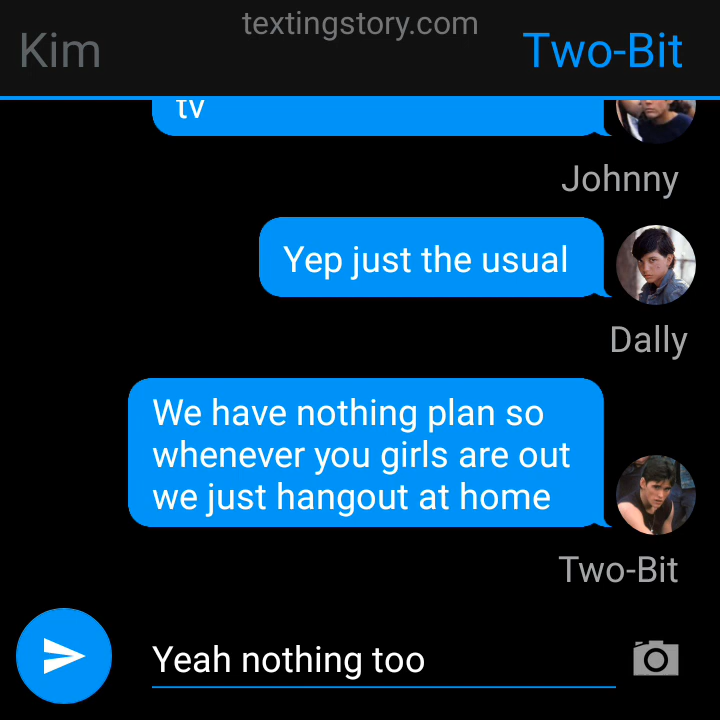 textingstory.com
Kim
Two-Bit
tv
Johnny
Yep just the usual
Dally
We have nothing plan so
whenever you girls are out
we just hangout at home
Two-Bit
Yeah nothing too